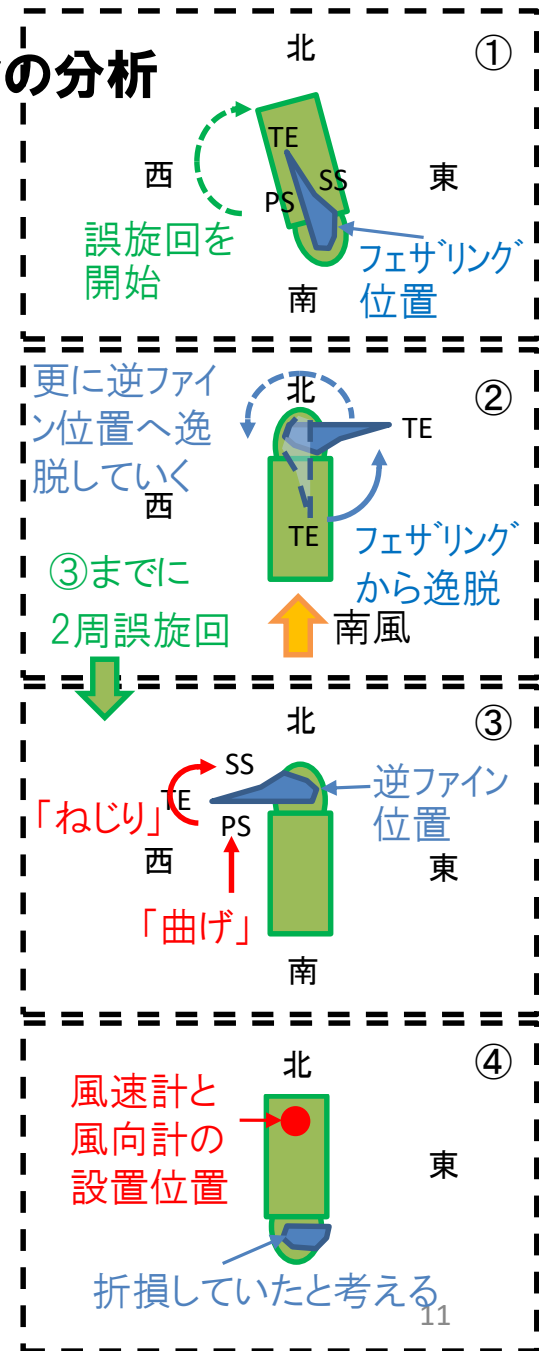 の分析
①
北
TE
SS
PS
西
東
誤旋回を
開始
フェザリング
位置
南
②
更に逆ファイ
ン位置へ逸
脱していく
北
TE
西
TE
フェザリング
から逸脱
③までに
2周誤旋回
南風
③
北
SS
TE
PS
「ねじり」
逆ファイン
位置
西
東
「曲げ」
南
④
北
風速計と
風向計の
設置位置
東
折損していたと考える
11